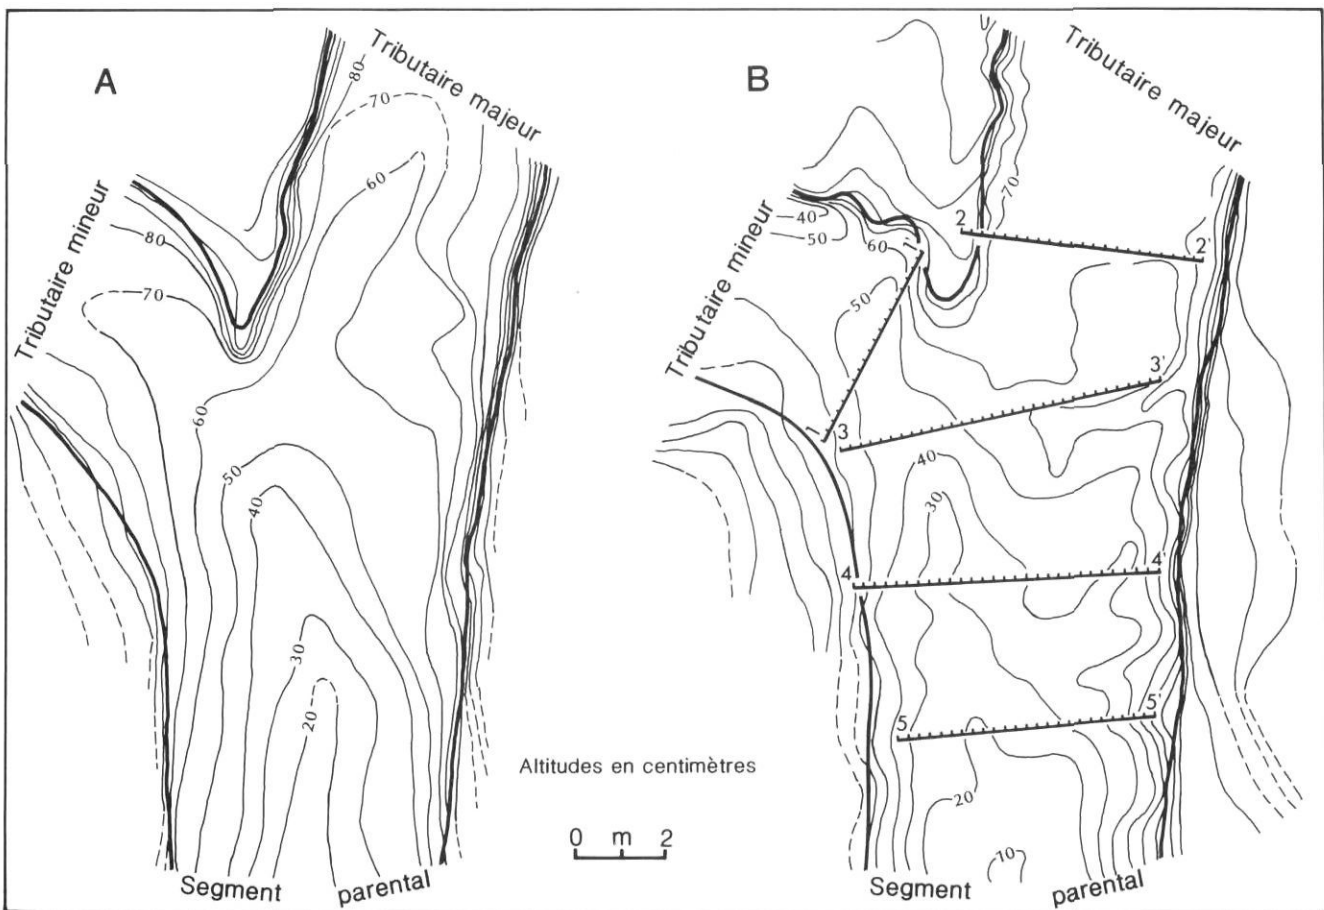 A
Tributaire majeur
Tributaire mineur
80
70
60
80
70
60
50
40
30
20
Segment parental
Altitudes en centimètres
0 m 2
B
Tributaire majeur
Tributaire mineur
40
50
60
70
50
1 1'
2 2'
3 3'
40
30
4 4'
5 5'
20
10
Segment parental